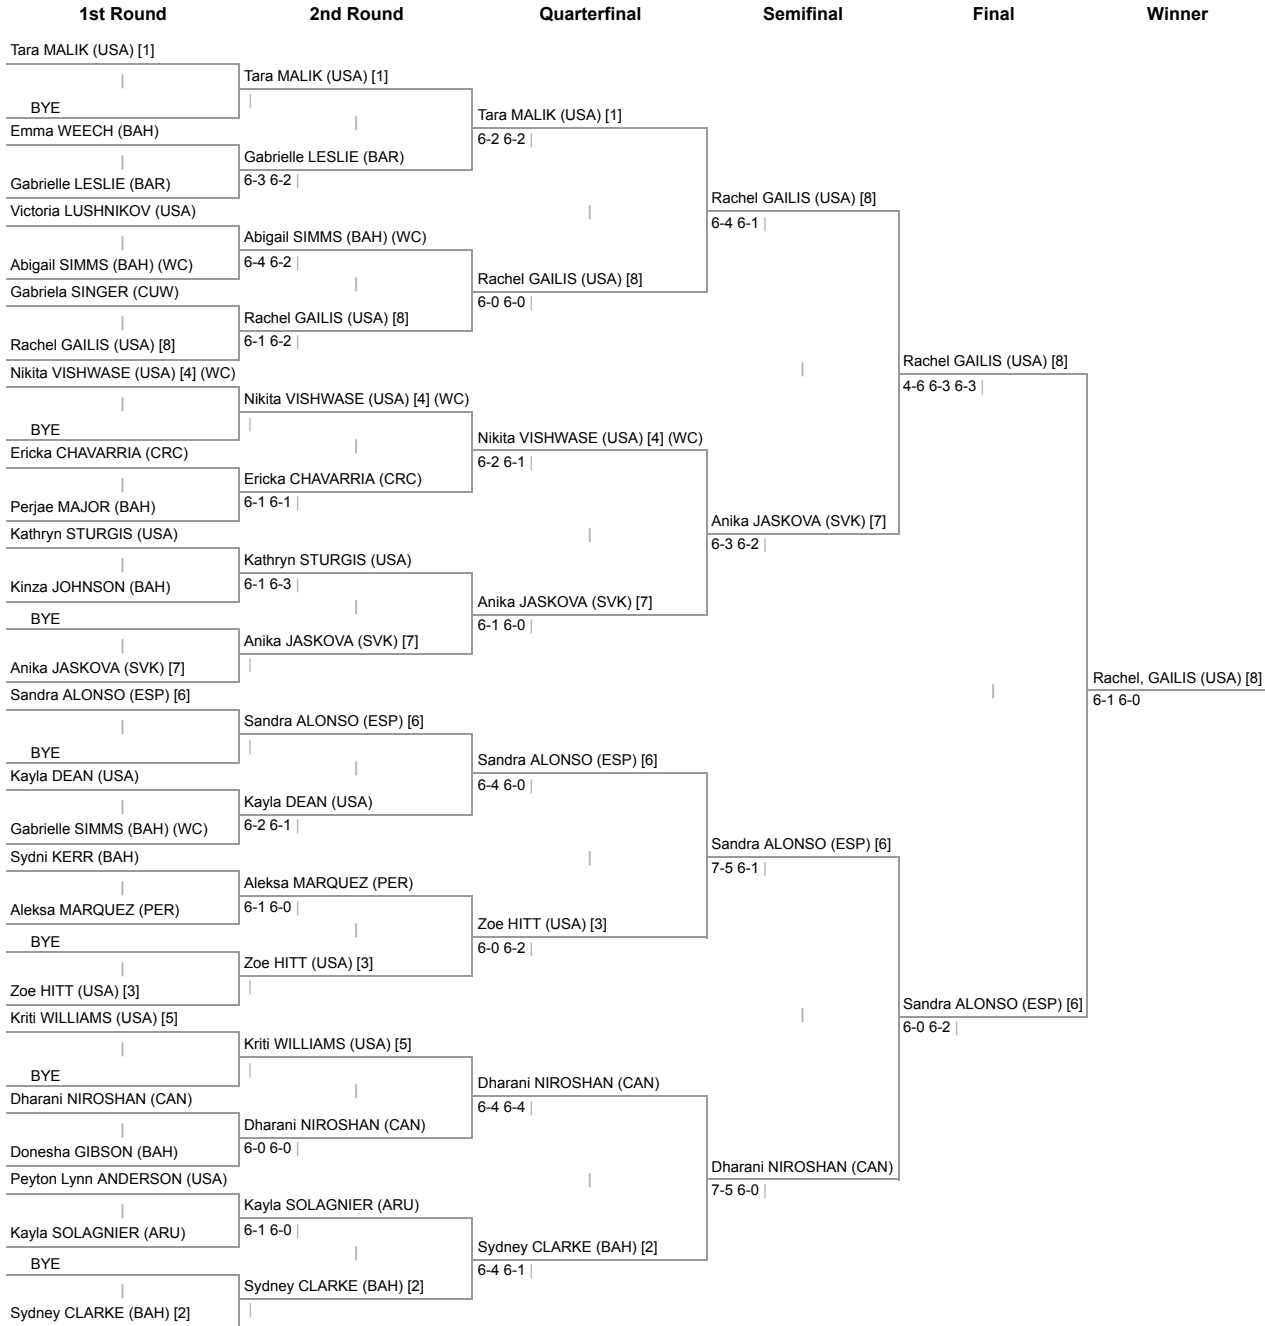 1st Round
2nd Round
Quarterfinal
Semifinal
Final
Winner
Tara MALIK (USA) [1]
BYE
Emma WEECH (BAH)
Gabrielle LESLIE (BAR)
Victoria LUSHNIKOV (USA)
Abigail SIMMS (BAH) (WC)
Gabriela SINGER (CUW)
Rachel GAILIS (USA) [8]
Nikita VISHWASE (USA) [4] (WC)
BYE
Ericka CHAVARRIA (CRC)
Perjae MAJOR (BAH)
Kathryn STURGIS (USA)
Kinza JOHNSON (BAH)
BYE
Anika JASKOVA (SVK) [7]
Sandra ALONSO (ESP) [6]
BYE
Kayla DEAN (USA)
Gabrielle SIMMS (BAH) (WC)
Sydni KERR (BAH)
Aleksa MARQUEZ (PER)
BYE
Zoe HITT (USA) [3]
Kriti WILLIAMS (USA) [5]
BYE
Dharani NIROSHAN (CAN)
Donesha GIBSON (BAH)
Peyton Lynn ANDERSON (USA)
Kayla SOLAGNIER (ARU)
BYE
Sydney CLARKE (BAH) [2]
Tara MALIK (USA) [1]
Gabrielle LESLIE (BAR)
6-3 6-2
Abigail SIMMS (BAH) (WC)
6-4 6-2
Rachel GAILIS (USA) [8]
6-1 6-2
Nikita VISHWASE (USA) [4] (WC)
Ericka CHAVARRIA (CRC)
6-1 6-1
Kathryn STURGIS (USA)
6-1 6-3
Anika JASKOVA (SVK) [7]
Sandra ALONSO (ESP) [6]
Kayla DEAN (USA)
6-2 6-1
Aleksa MARQUEZ (PER)
6-1 6-0
Zoe HITT (USA) [3]
Kriti WILLIAMS (USA) [5]
Dharani NIROSHAN (CAN)
6-0 6-0
Kayla SOLAGNIER (ARU)
6-1 6-0
Sydney CLARKE (BAH) [2]
Tara MALIK (USA) [1]
6-2 6-2
Rachel GAILIS (USA) [8]
6-0 6-0
Nikita VISHWASE (USA) [4] (WC)
6-2 6-1
Anika JASKOVA (SVK) [7]
6-1 6-0
Sandra ALONSO (ESP) [6]
6-4 6-0
Zoe HITT (USA) [3]
6-0 6-2
Dharani NIROSHAN (CAN)
6-4 6-4
Sydney CLARKE (BAH) [2]
6-4 6-1
Rachel GAILIS (USA) [8]
6-4 6-1
Anika JASKOVA (SVK) [7]
6-3 6-2
Sandra ALONSO (ESP) [6]
7-5 6-1
Dharani NIROSHAN (CAN)
7-5 6-0
Rachel GAILIS (USA) [8]
4-6 6-3 6-3
Sandra ALONSO (ESP) [6]
6-0 6-2
Rachel, GAILIS (USA) [8]
6-1 6-0